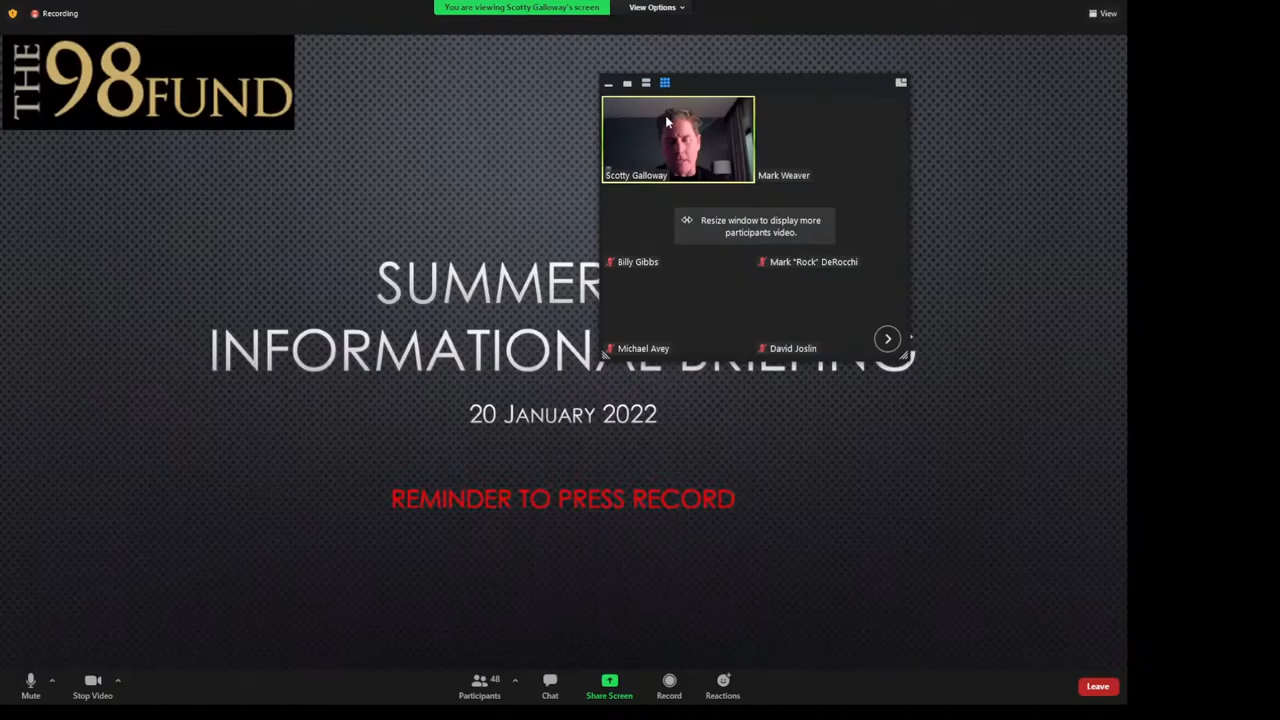 Recording
You are viewing Scotty Galloway's screen
View Options
View
THE 98 FUND
Scotty Galloway
Mark Weaver
Resize window to display more
participants video.
Billy Gibbs
Mark "Rock" DeRocchi
Michael Avey
David Joslin
SUMMER
INFORMATIONAL BRIEFING
20 JANUARY 2022
REMINDER TO PRESS RECORD
Mute
Stop Video
48
Participants
Chat
Share Screen
Record
Reactions
Leave